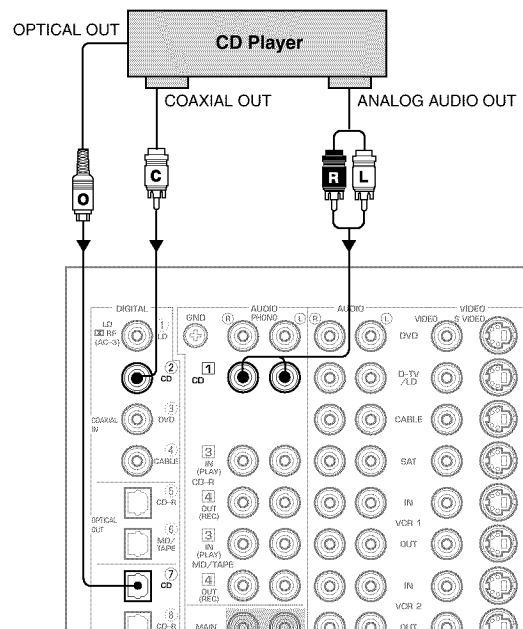 OPTICAL OUT
CD Player
COAXIAL OUT
ANALOG AUDIO OUT
O
C
R L
DIGITAL
GND
AUDIO
PHONO
R L
AUDIO
R L
VIDEO
VIDEO
S VIDEO
LD
RF
(AC-3)
1
LD
DVD
2
CD
1
CD
D-TV
/LD
COAXIAL
IN
3
DVD
CABLE
4
CABLE
3
IN
(PLAY)
CD-R
SAT
5
CD-R
4
OUT
(REC)
IN
VCR 1
OPTICAL
OUT
6
MD/
TAPE
3
IN
(PLAY)
MD/TAPE
OUT
7
CD
4
OUT
(REC)
IN
VCR 2
8
CD-R
MAIN
OUT